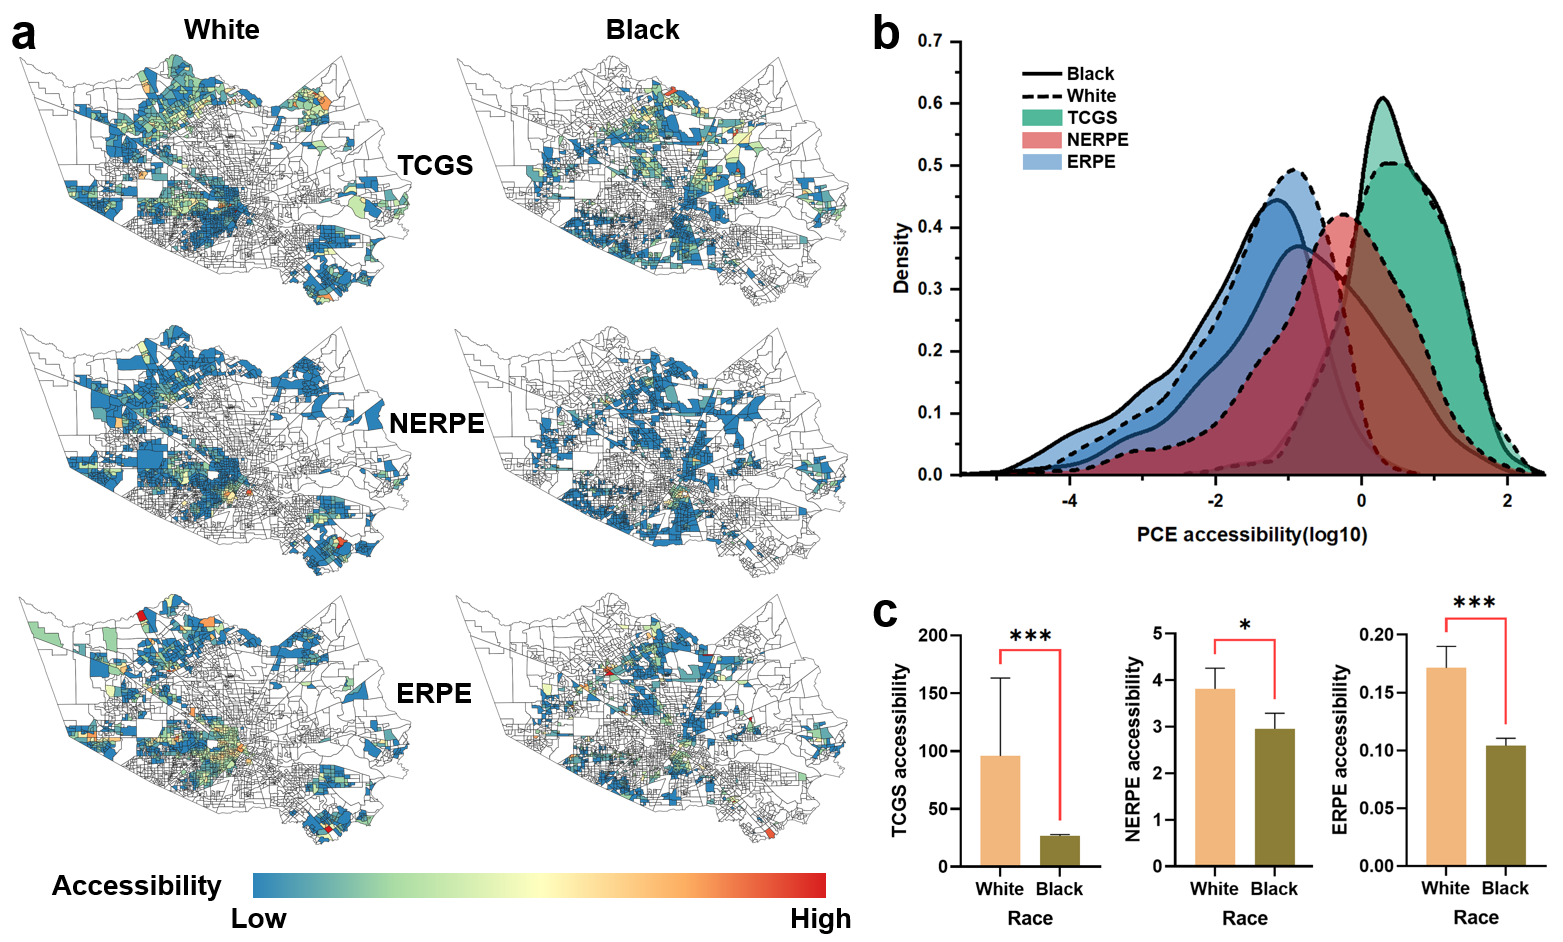 a
White
Black
TCGS
NERPE
ERPE
Accessibility
Low
High
b
0.7
0.6
0.5
0.4
0.3
0.2
0.1
0.0
Density
Black
White
TCGS
NERPE
ERPE
-4
-2
0
2
PCE accessibility(log10)
c
200
150
100
50
0
TCGS accessibility
***
White
Black
Race
5
4
3
2
1
0
NERPE accessibility
*
White
Black
Race
0.20
0.15
0.10
0.05
0.00
ERPE accessibility
***
White
Black
Race